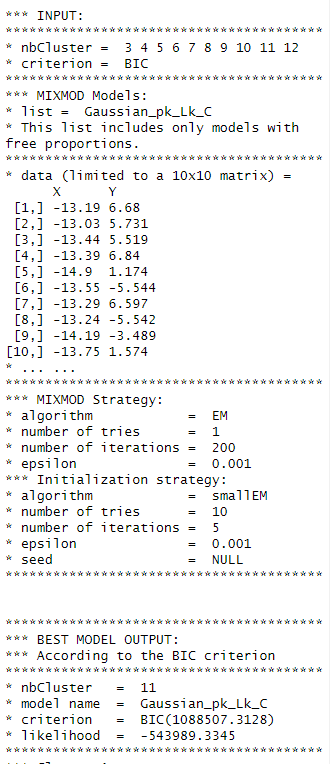 *** INPUT:
****************************************
* nbCluster =  3 4 5 6 7 8 9 10 11 12
* criterion =  BIC
****************************************
*** MIXMOD Models:
* list =  Gaussian_pk_Lk_C
* This list includes only models with
free proportions.
****************************************
* data (limited to a 10x10 matrix) =
      X      Y
 [1,] -13.19 6.68
 [2,] -13.03 5.731
 [3,] -13.44 5.519
 [4,] -13.39 6.84
 [5,] -14.9  1.174
 [6,] -13.55 -5.544
 [7,] -13.29 6.597
 [8,] -13.24 -5.542
 [9,] -14.19 -3.489
[10,] -13.75 1.574
* ... ...
****************************************
*** MIXMOD Strategy:
* algorithm            =  EM
* number of tries      =  1
* number of iterations =  200
* epsilon              =  0.001
*** Initialization strategy:
* algorithm            =  smallEM
* number of tries      =  10
* number of iterations =  5
* epsilon              =  0.001
* seed                 =  NULL
****************************************
****************************************
*** BEST MODEL OUTPUT:
*** According to the BIC criterion
****************************************
* nbCluster   =  11
* model name  =  Gaussian_pk_Lk_C
* criterion   =  BIC(1088507.3128)
* likelihood  =  -543989.3345
****************************************